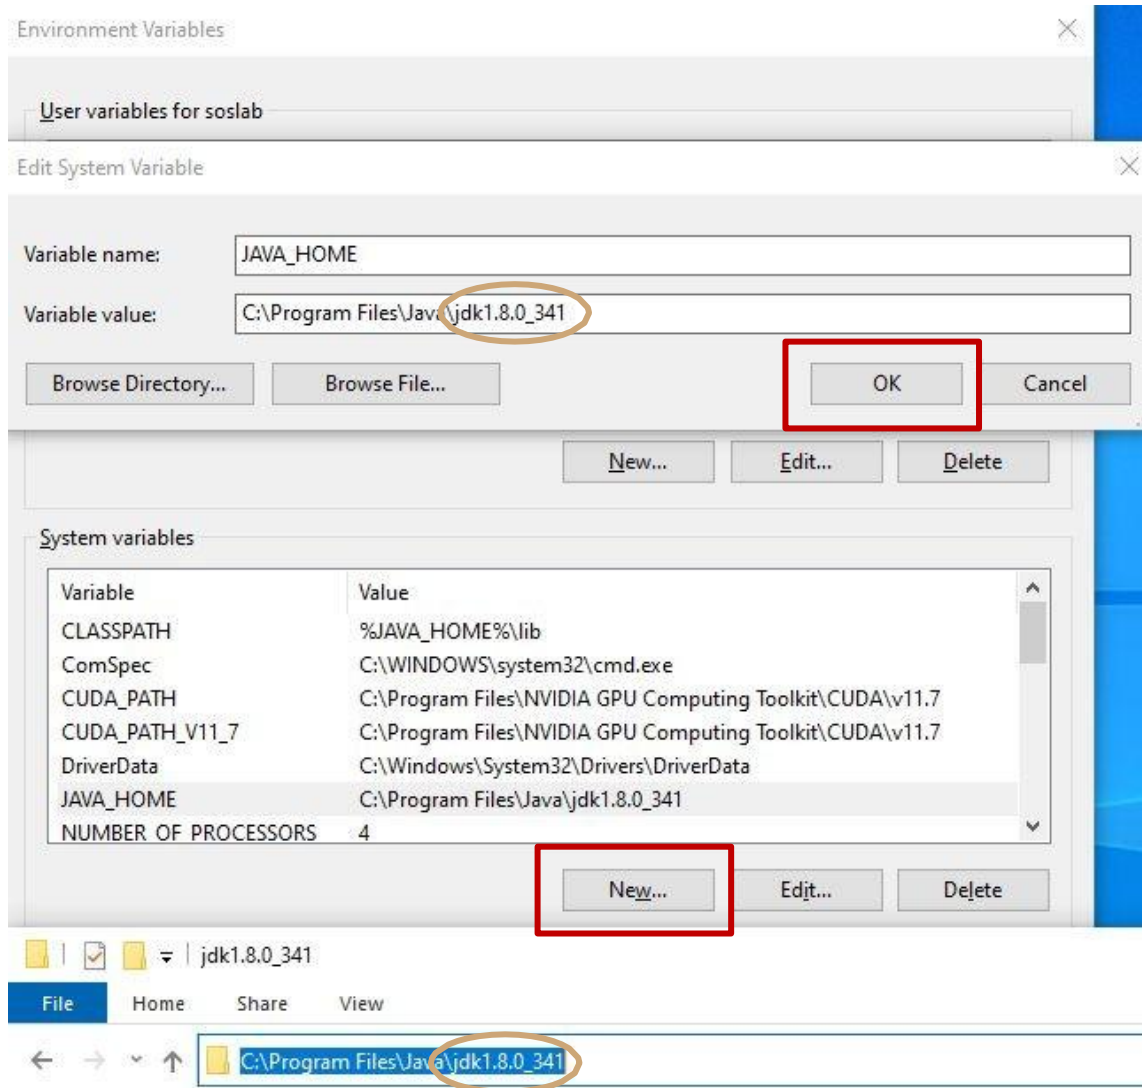 Environment Variables
User variables for soslab
Edit System Variable
Variable name: JAVA_HOME
Variable value: C:\Program Files\Java\jdk1.8.0_341
Browse Directory... Browse File... OK Cancel
New... Edit... Delete
System variables
Variable Value
CLASSPATH %JAVA_HOME%\lib
ComSpec C:\WINDOWS\system32\cmd.exe
CUDA_PATH C:\Program Files\NVIDIA GPU Computing Toolkit\CUDA\v11.7
CUDA_PATH_V11_7 C:\Program Files\NVIDIA GPU Computing Toolkit\CUDA\v11.7
DriverData C:\Windows\System32\Drivers\DriverData
JAVA_HOME C:\Program Files\Java\jdk1.8.0_341
NUMBER_OF_PROCESSORS 4
New... Edit... Delete
jdk1.8.0_341
File Home Share View
C:\Program Files\Java\jdk1.8.0_341